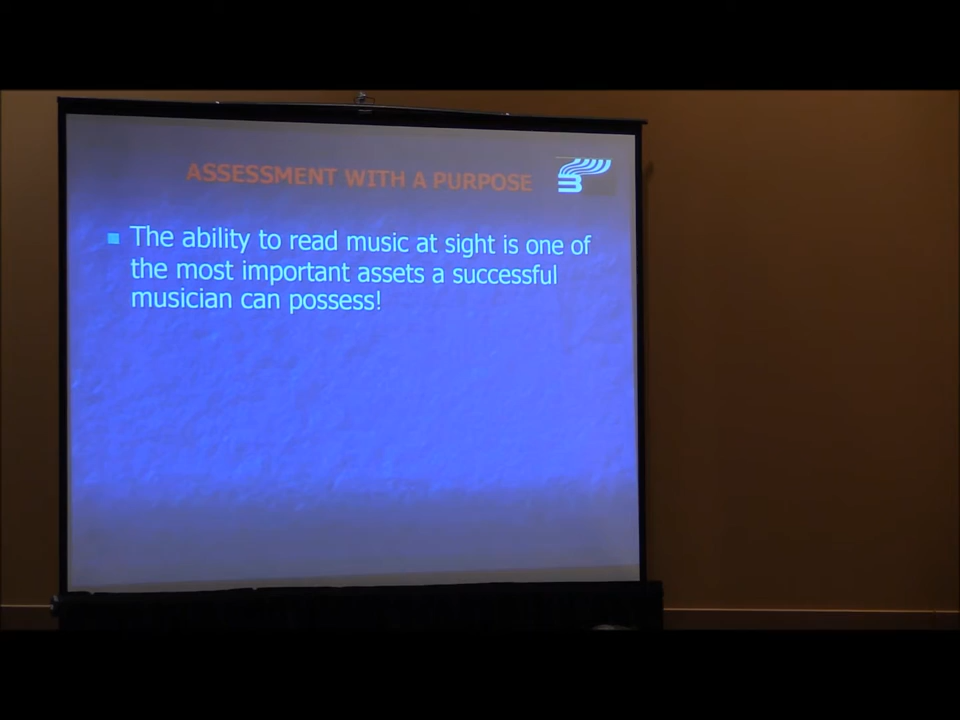 ASSESSMENT WITH A PURPOSE
The ability to read music at sight is one of
the most important assets a successful
musician can possess!